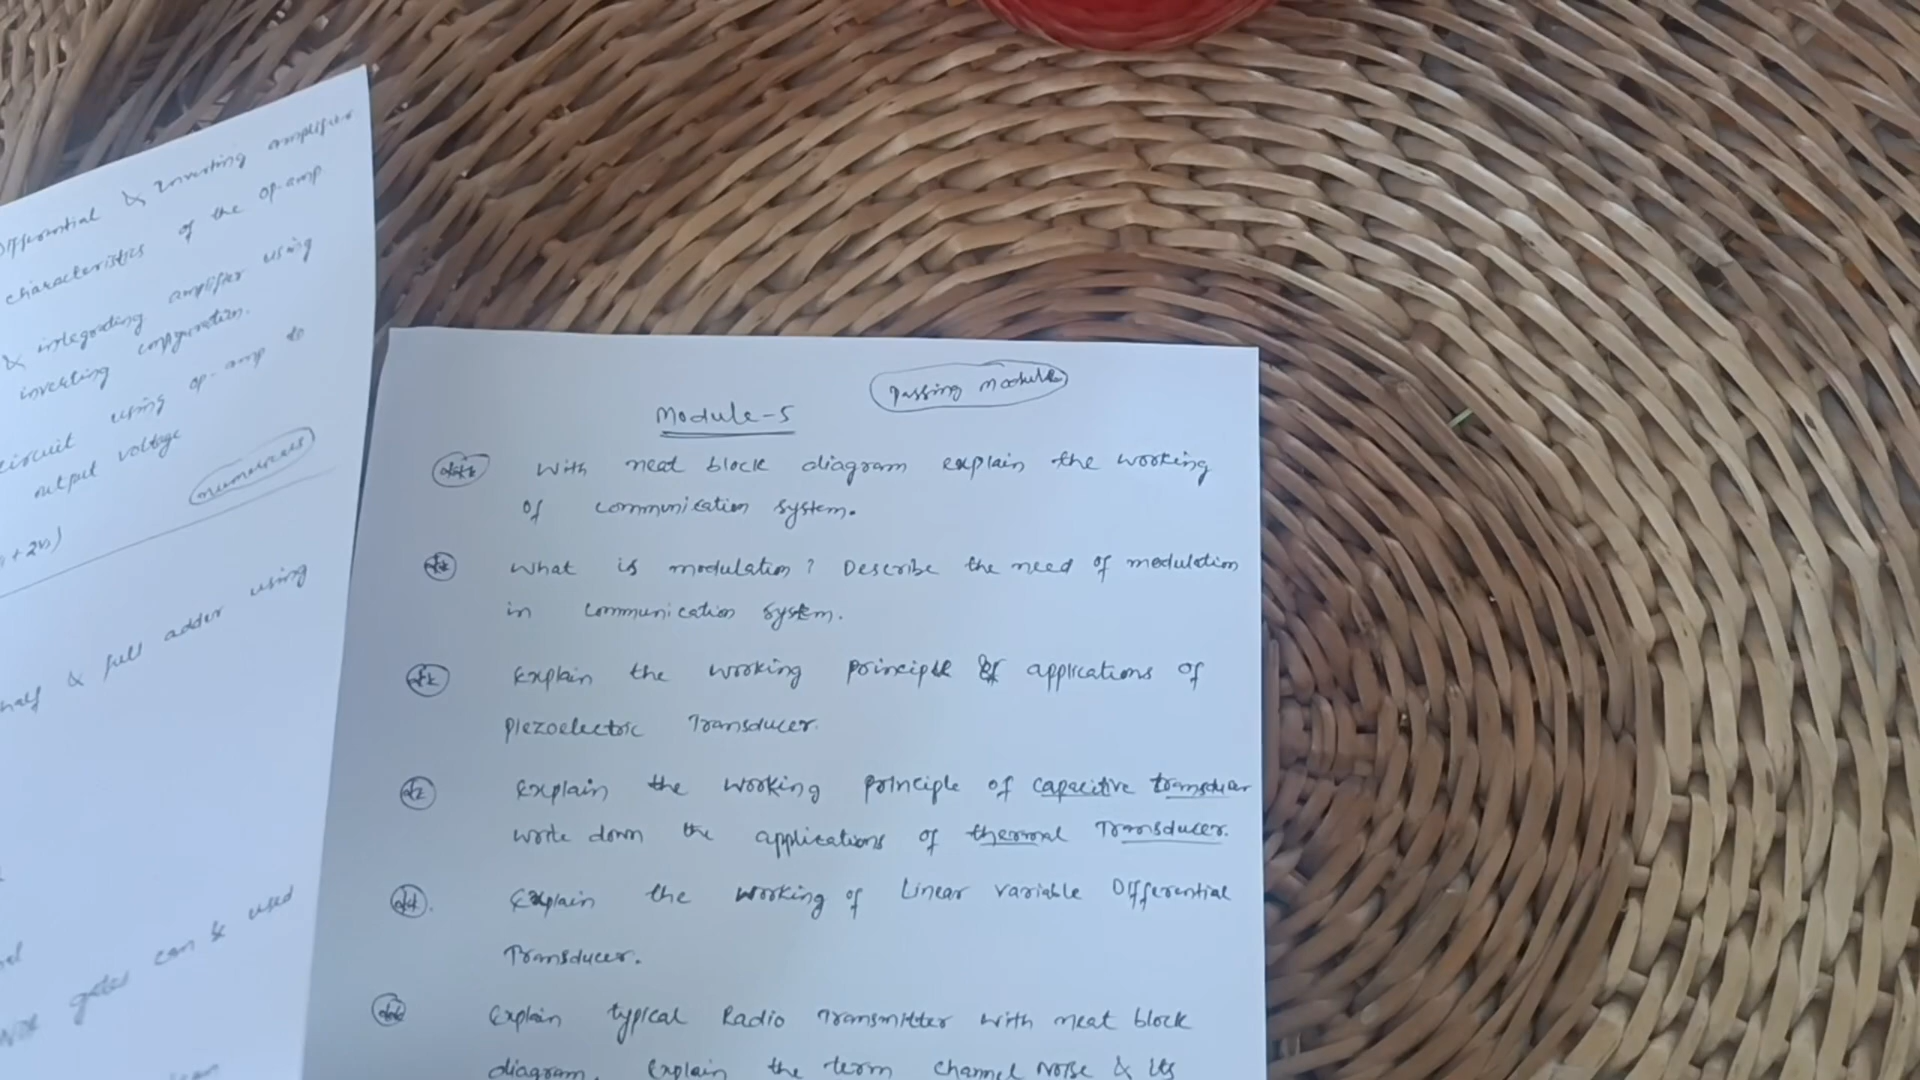 Differential & Inverting amplifier
characteristics of the op-amp
& integrating amplifier using
inverting
circuit using op-amp to
output voltage
numericals
+ 2V1)
half & full adder using
gates can be used
Passing module
Module-5
With neat block diagram explain the working
of communication system.
What is modulation? Describe the need of modulation
in communication system.
Explain the working principle & applications of
Piezoelectric Transducer.
Explain the working principle of capacitive transducer
write down the applications of thermal Transducer.
Explain the working of Linear variable Differential
Transducer.
Explain typical Radio Transmitter with neat block
diagram. Explain the term channel Noise & its